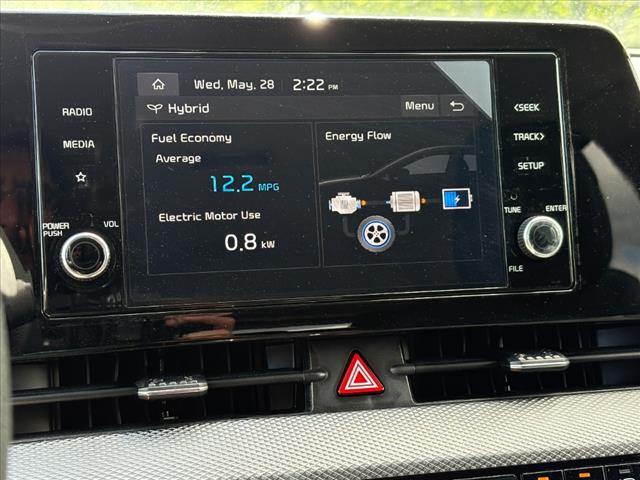 Wed, May. 28 2:22 PM
Hybrid Menu
Fuel Economy
Average
12.2 MPG
Electric Motor Use
0.8 kW
Energy Flow
RADIO
MEDIA
POWER
PUSH
VOL
<SEEK
TRACK>
SETUP
TUNE
ENTER
FILE